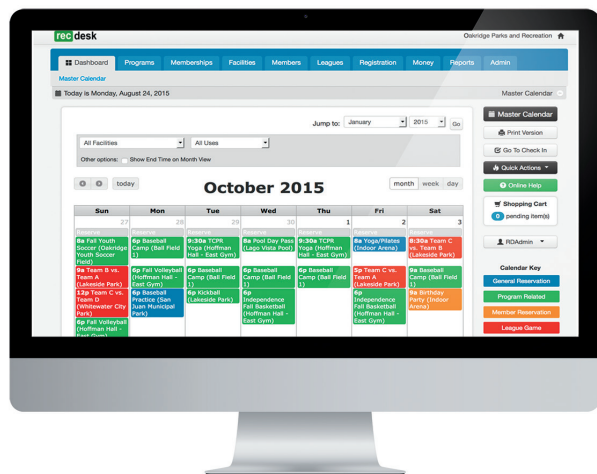 recdesk
Oakridge Parks and Recreation
Dashboard Programs Memberships Facilities Members Leagues Registration Money Reports Admin
Master Calendar
Today is Monday, August 24, 2015 Master Calendar
Jump to: January 2015 Go
All Facilities All Uses
Other options: Show End Time on Month View
today
October 2015
month week day
Sun Mon Tue Wed Thu Fri Sat
27 28 29 30 1 2 3
Reserve Reserve Reserve Reserve Reserve Reserve Reserve
8a Fall Youth
Soccer (Oakridge
Youth Soccer
Field)
9a Team B vs.
Team A
(Lakeside Park)
12p Team C vs.
Team D
(Whitewater City
Park)
6p Fall Volleyball
(Hoffman Hall -
East Gym)
6p Baseball
Camp (Ball Field
1)
6p Fall Volleyball
(Hoffman Hall -
East Gym)
6p Baseball
Practice (San
Juan Municipal
Park)
9:30a TCPR
Yoga (Hoffman
Hall - East Gym)
6p Baseball
Camp (Ball Field
1)
6p Kickball
(Lakeside Park)
8a Pool Day Pass
(Lago Vista Pool)
6p Baseball
Camp (Ball Field
1)
6p
Independence
Fall Basketball
(Hoffman Hall -
East Gym)
9:30a TCPR
Yoga (Hoffman
Hall - East Gym)
6p Baseball
Camp (Ball Field
1)
8a Yoga/Pilates
(Indoor Arena)
5p Team C vs.
Team A
(Lakeside Park)
6p
Independence
Fall Basketball
(Hoffman Hall -
East Gym)
8:30a Team C
vs. Team B
(Lakeside Park)
9a Baseball
Camp (Ball Field
1)
9a Birthday
Party (Indoor
Arena)
Master Calendar
Print Version
Go To Check In
Quick Actions
Online Help
Shopping Cart
0 pending item(s)
RDAdmin
Calendar Key
General Reservation
Program Related
Member Reservation
League Game